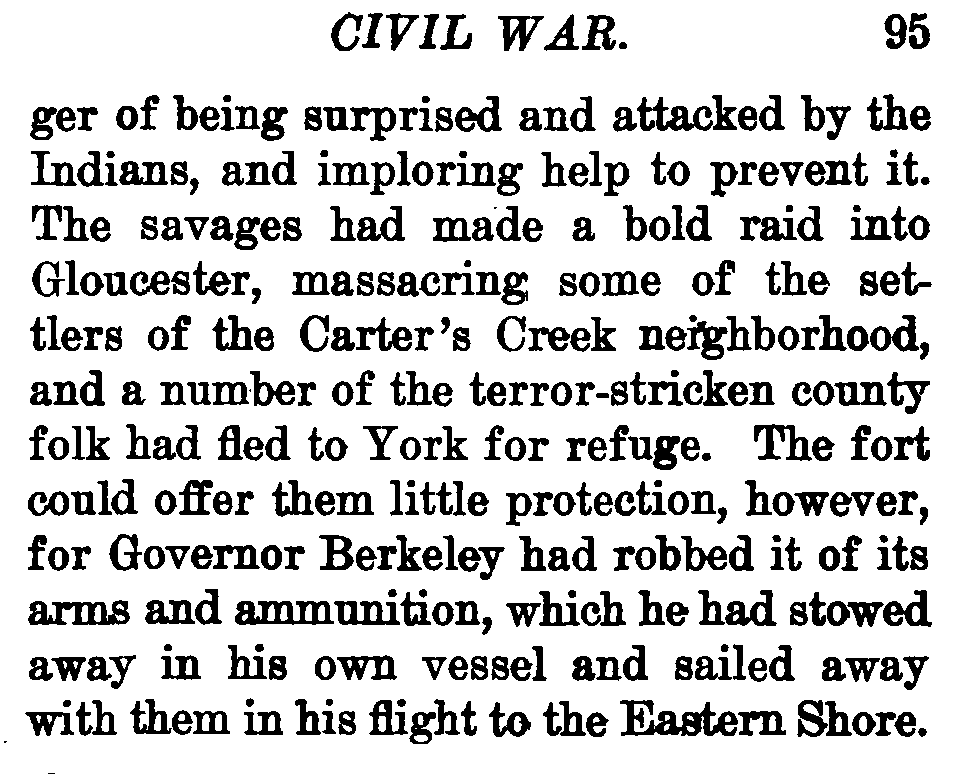 CIVIL WAR. 95
ger of being surprised and attacked by the
Indians, and imploring help to prevent it.
The savages had made a bold raid into
Gloucester, massacring some of the set-
tlers of the Carter's Creek neighborhood,
and a number of the terror-stricken county
folk had fled to York for refuge. The fort
could offer them little protection, however,
for Governor Berkeley had robbed it of its
arms and ammunition, which he had stowed
away in his own vessel and sailed away
with them in his flight to the Eastern Shore.